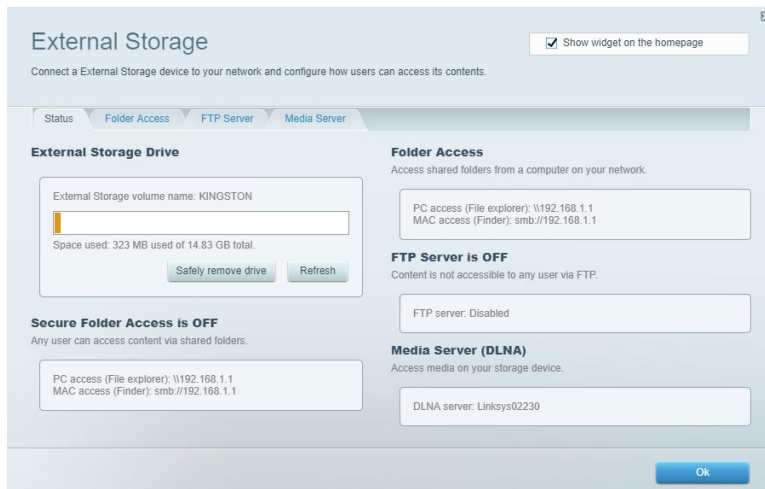 External Storage
Show widget on the homepage
Connect a External Storage device to your network and configure how users can access its contents.
Status
Folder Access
FTP Server
Media Server
External Storage Drive
External Storage volume name: KINGSTON
Space used: 323 MB used of 14.83 GB total.
Safely remove drive
Refresh
Secure Folder Access is OFF
Any user can access content via shared folders.
PC access (File explorer): \\192.168.1.1
MAC access (Finder): smb://192.168.1.1
Folder Access
Access shared folders from a computer on your network.
PC access (File explorer): \\192.168.1.1
MAC access (Finder): smb://192.168.1.1
FTP Server is OFF
Content is not accessible to any user via FTP.
FTP server: Disabled
Media Server (DLNA)
Access media on your storage device.
DLNA server: Linksys02230
Ok